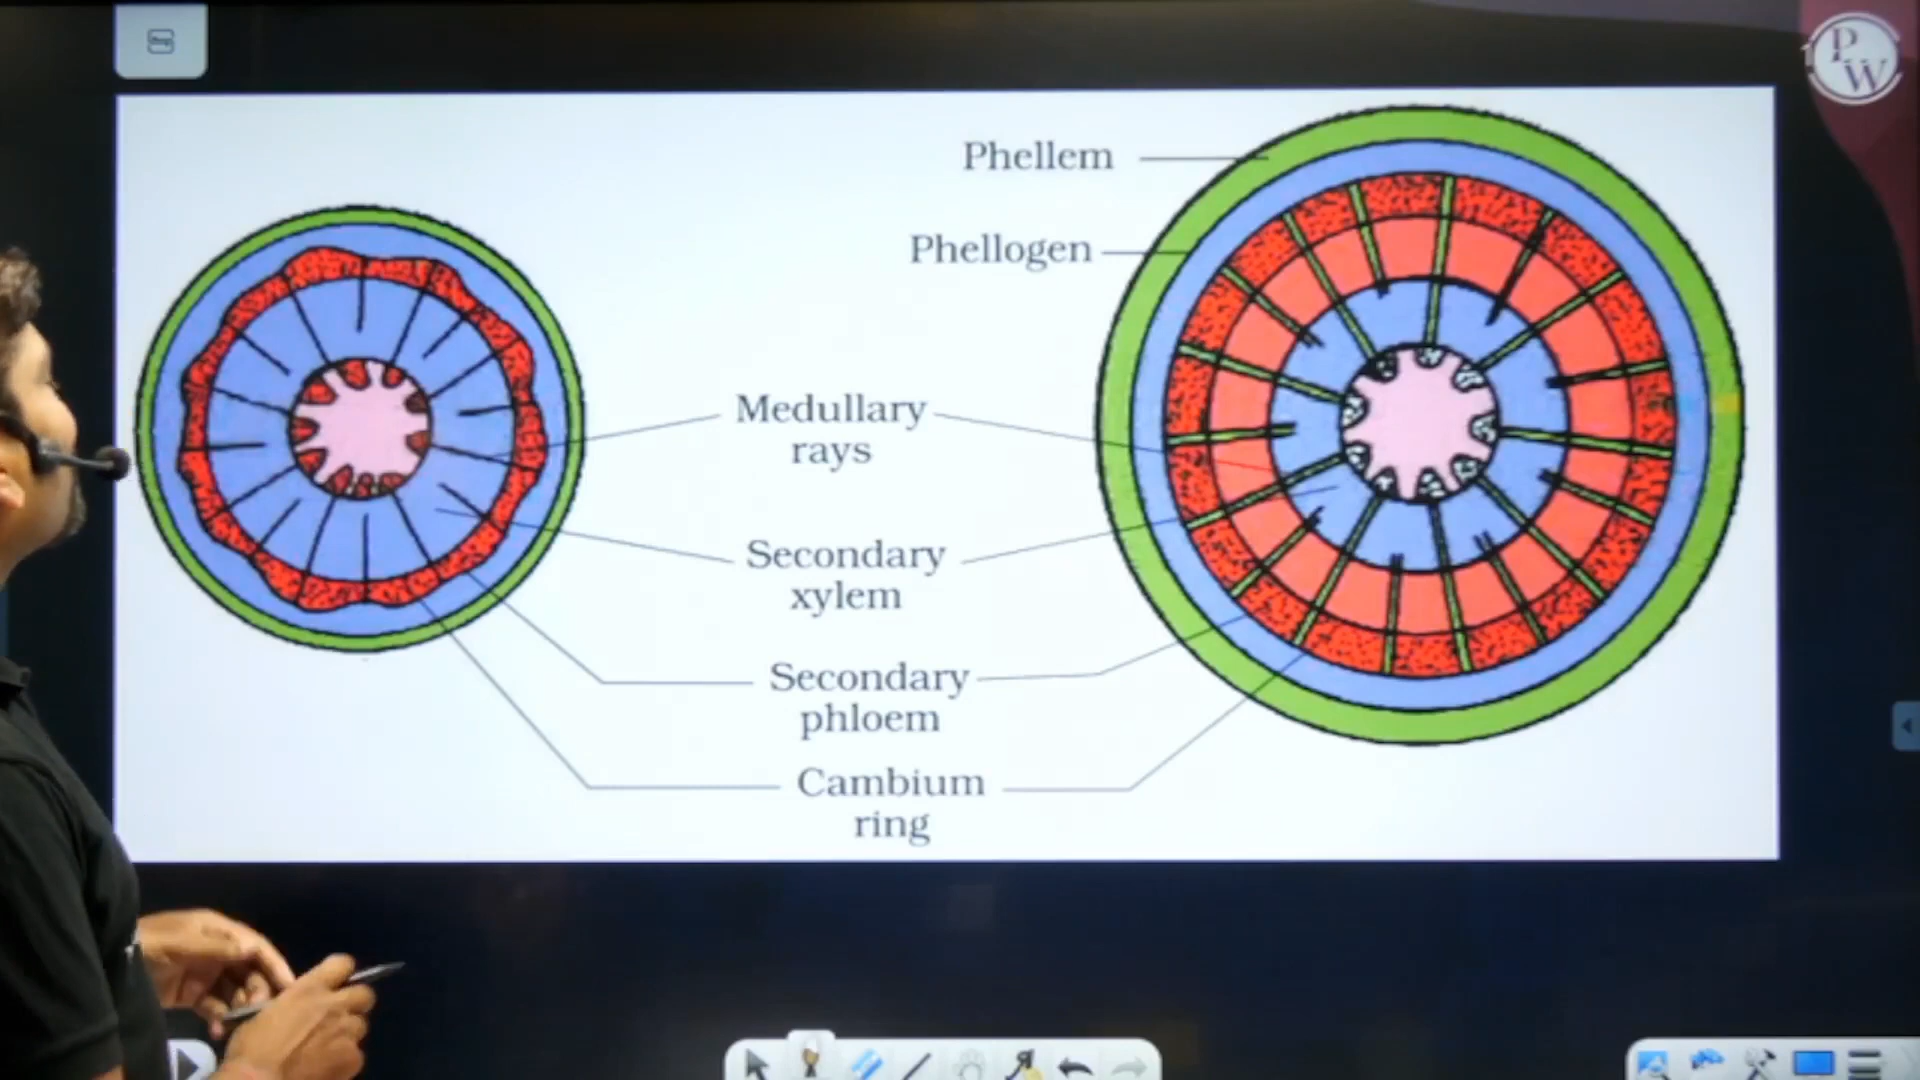 P
W
Phellem
Phellogen
Medullary
rays
Secondary
xylem
Secondary
phloem
Cambium
ring